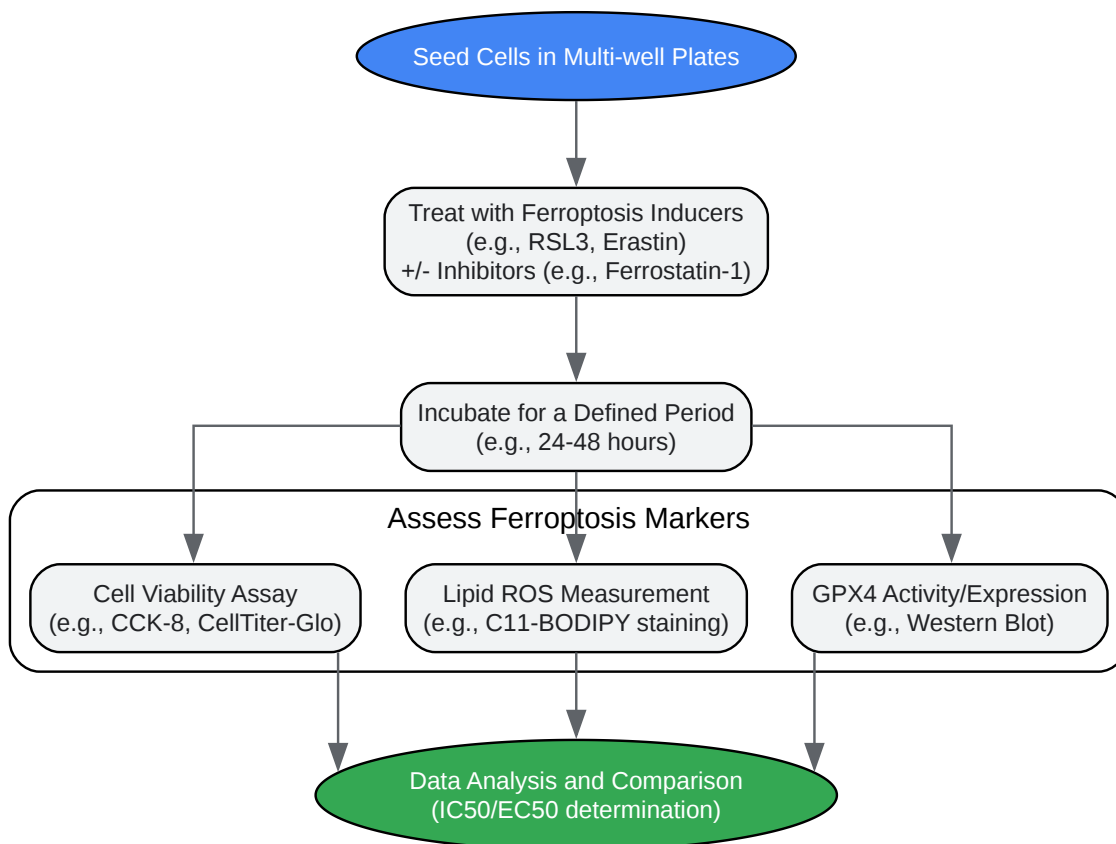 Seed Cells in Multi-well Plates
Treat with Ferroptosis Inducers
(e.g., RSL3, Erastin)
+/- Inhibitors (e.g., Ferrostatin-1)
Incubate for a Defined Period
(e.g., 24-48 hours)
Assess Ferroptosis Markers
Cell Viability Assay
(e.g., CCK-8, CellTiter-Glo)
Lipid ROS Measurement
(e.g., C11-BODIPY staining)
GPX4 Activity/Expression
(e.g., Western Blot)
Data Analysis and Comparison
(IC50/EC50 determination)